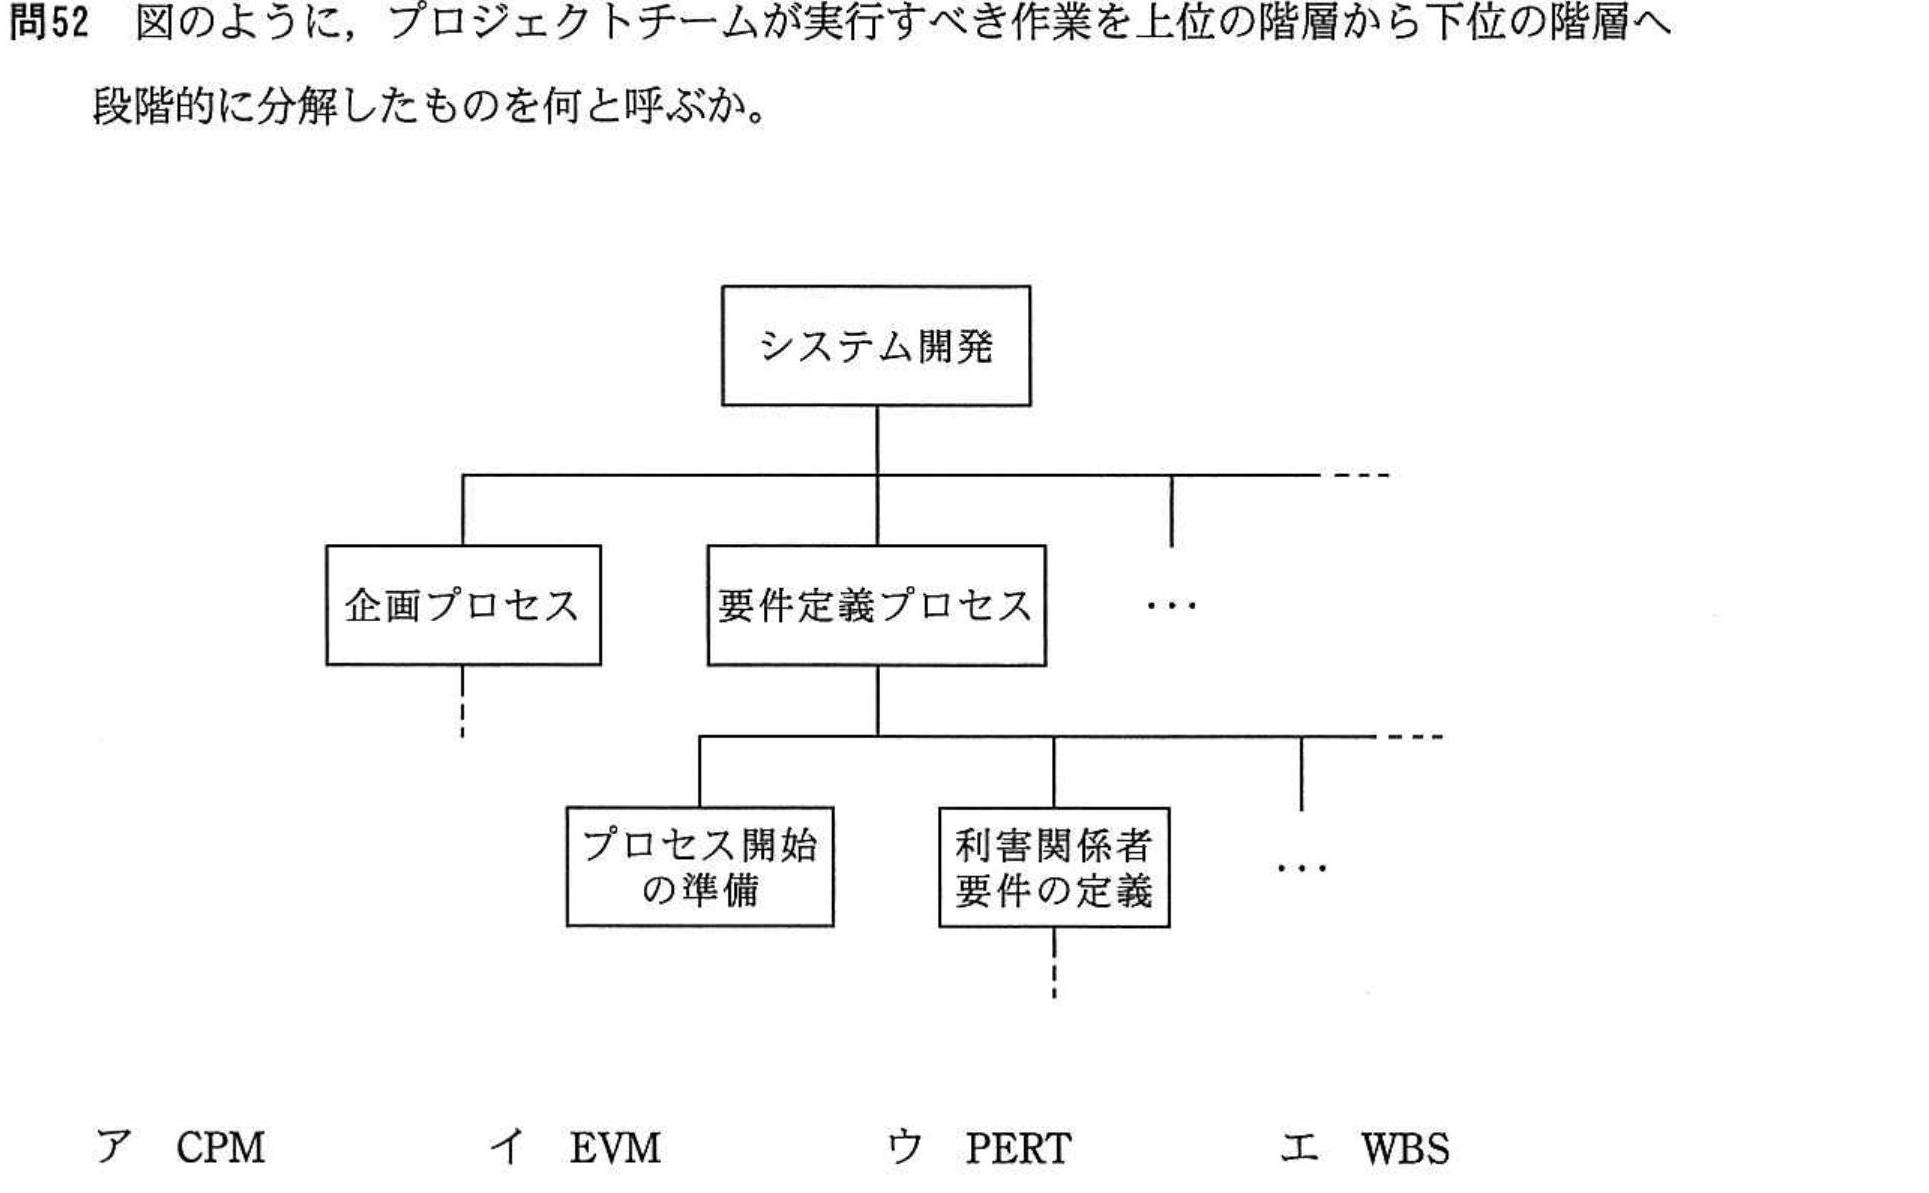 問52　図のように，プロジェクトチームが実行すべき作業を上位の階層から下位の階層へ
段階的に分解したものを何と呼ぶか。
システム開発
企画プロセス
要件定義プロセス
…
プロセス開始
の準備
利害関係者
要件の定義
…
ア　CPM　イ　EVM　ウ　PERT　エ　WBS